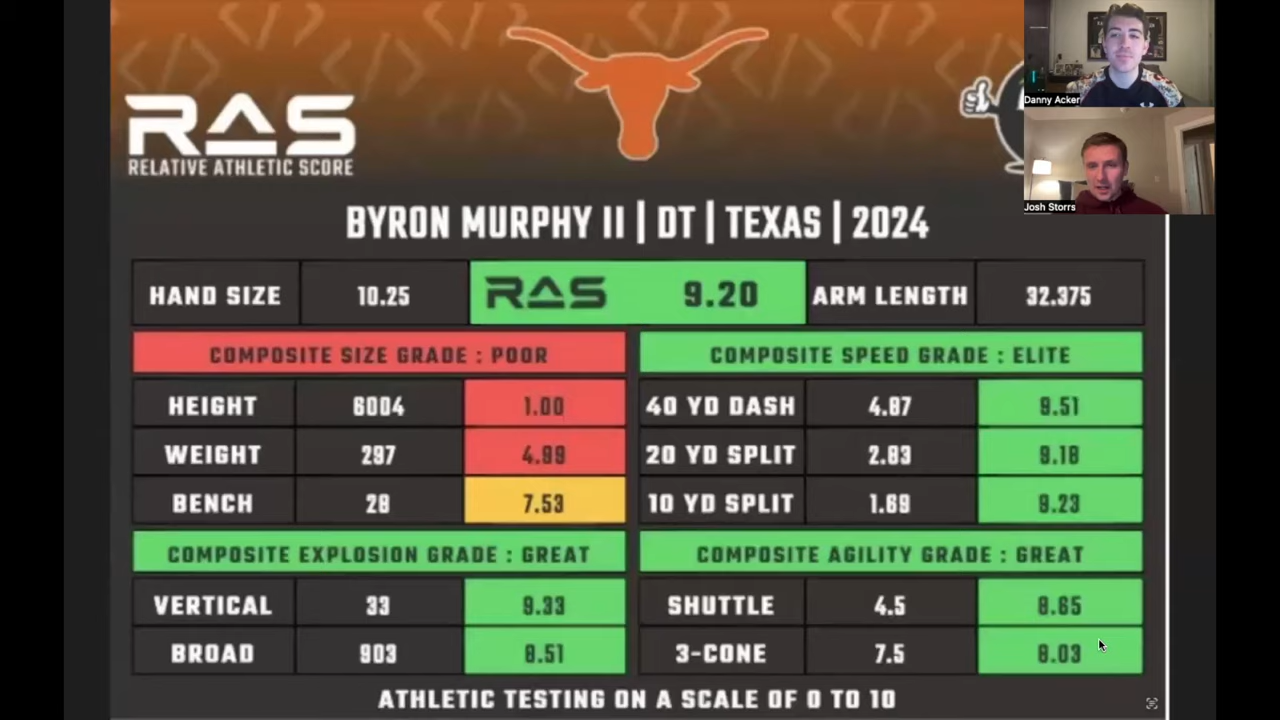 RAS
RELATIVE ATHLETIC SCORE
Danny Acker
Josh Storrs
BYRON MURPHY II | DT | TEXAS | 2024
HAND SIZE 10.25 RAS 9.20 ARM LENGTH 32.375
COMPOSITE SIZE GRADE : POOR COMPOSITE SPEED GRADE : ELITE
HEIGHT 6004 1.00 40 YD DASH 4.87 9.51
WEIGHT 297 4.99 20 YD SPLIT 2.83 9.18
BENCH 28 7.53 10 YD SPLIT 1.69 9.23
COMPOSITE EXPLOSION GRADE : GREAT COMPOSITE AGILITY GRADE : GREAT
VERTICAL 33 9.33 SHUTTLE 4.5 8.65
BROAD 903 8.51 3-CONE 7.5 8.03
ATHLETIC TESTING ON A SCALE OF 0 TO 10